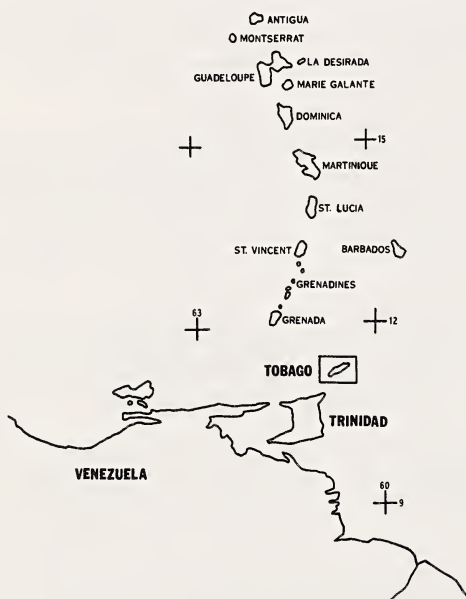 ANTIGUA
MONTSERRAT
LA DESIRADA
GUADELOUPE
MARIE GALANTE
DOMINICA
15
MARTINIQUE
ST. LUCIA
ST. VINCENT
BARBADOS
GRENADINES
63
GRENADA
12
TOBAGO
TRINIDAD
VENEZUELA
60
9